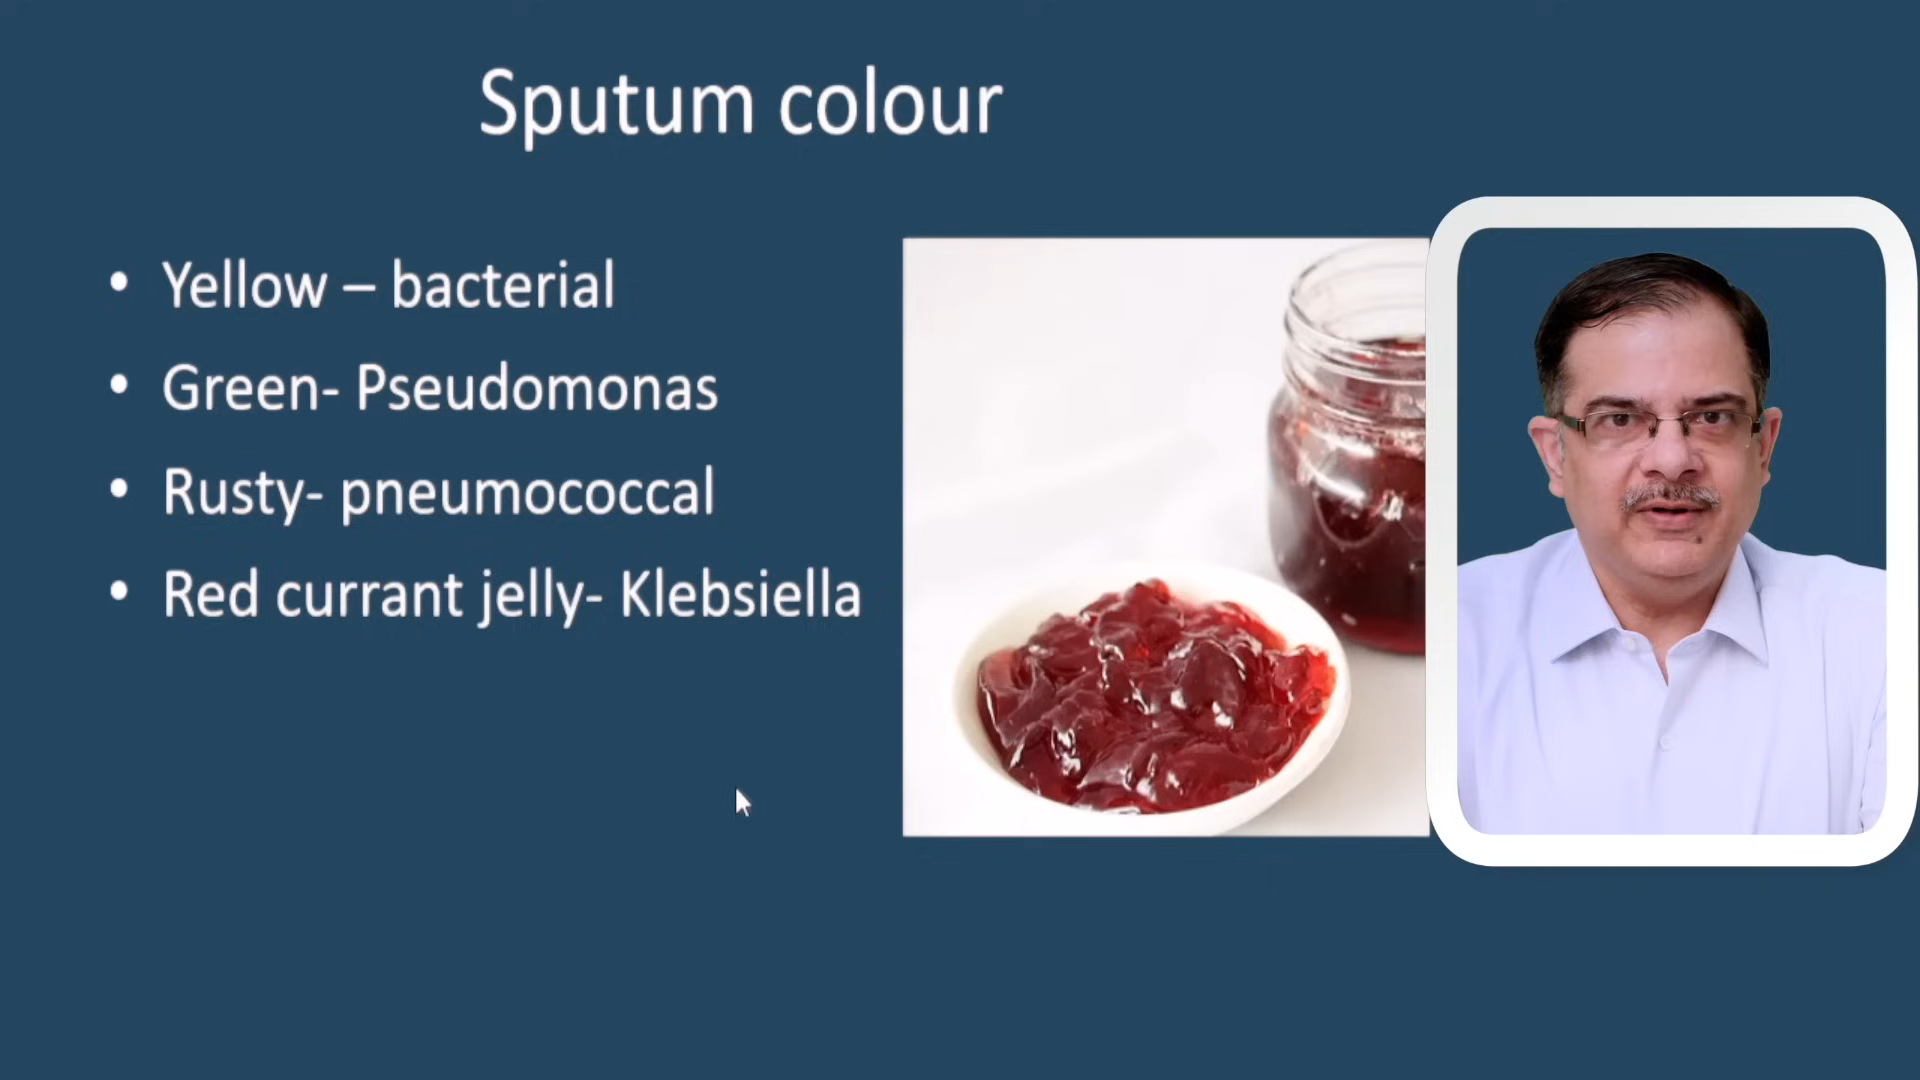 Sputum colour
• Yellow – bacterial
• Green- Pseudomonas
• Rusty- pneumococcal
• Red currant jelly- Klebsiella